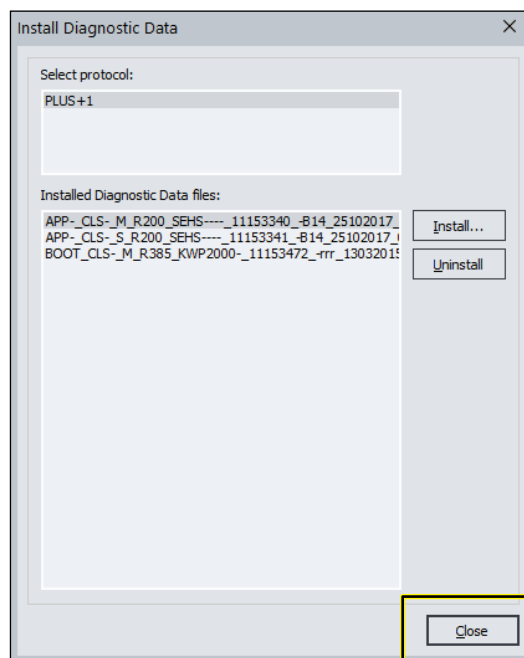 Install Diagnostic Data
Select protocol:
PLUS+1
Installed Diagnostic Data files:
APP-_CLS-_M_R200_SEHS----_11153340_-B14_25102017_
APP-_CLS-_S_R200_SEHS----_11153341_-B14_25102017_
BOOT_CLS-_M_R385_KWP2000-_11153472_-rrr_13032015
Install...
Uninstall
Close